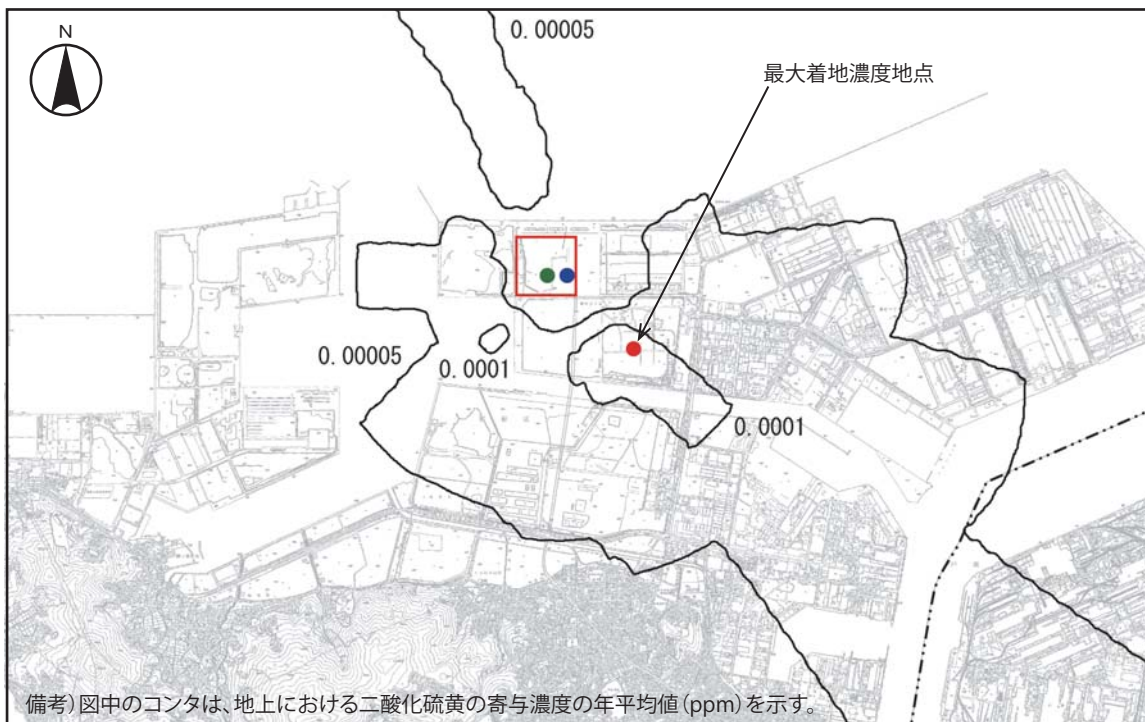 N
0.00005
最大着地濃度地点
0.00005
0.0001
0.0001
備考)図中のコンタは、地上における二酸化硫黄の寄与濃度の年平均値(ppm)を示す。